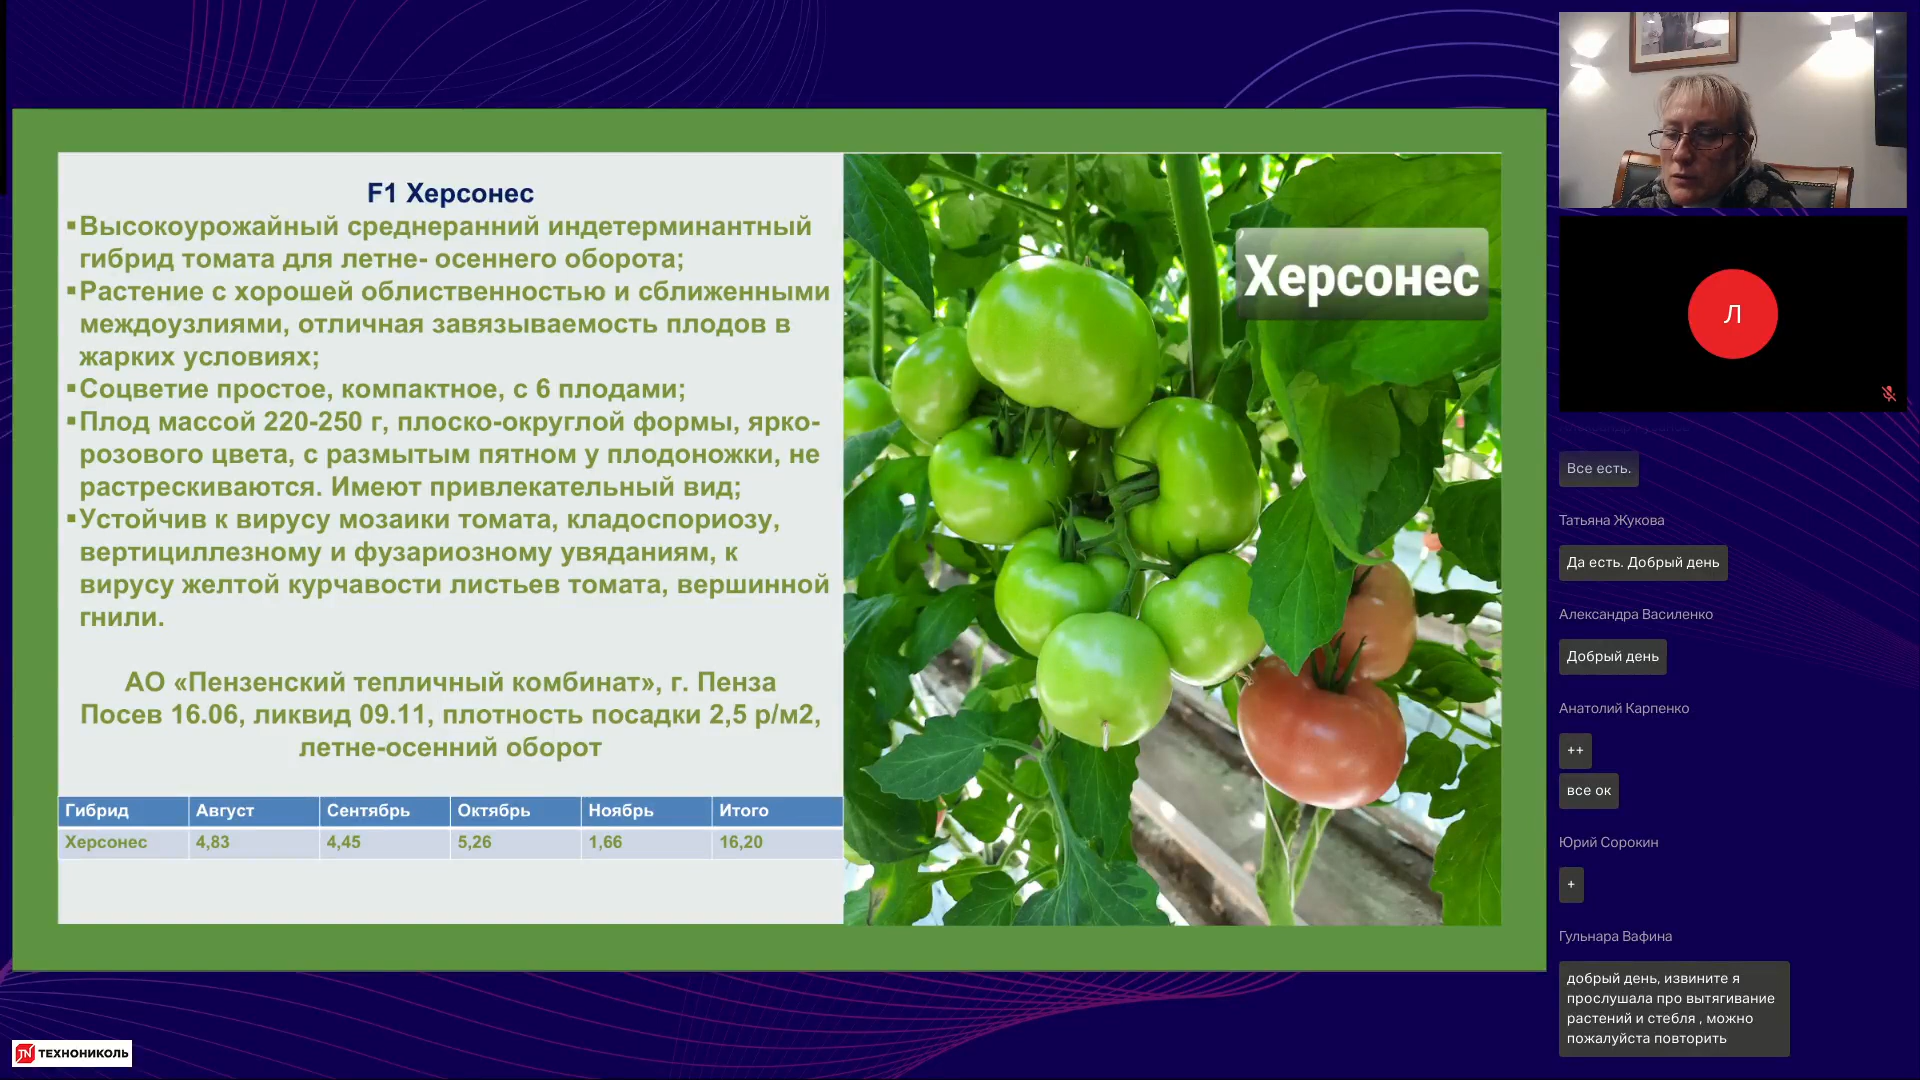 F1 Херсонес
▪Высокоурожайный среднеранний индетерминантный
гибрид томата для летне- осеннего оборота;
▪Растение с хорошей облиственностью и сближенными
междоузлиями, отличная завязываемость плодов в
жарких условиях;
▪Соцветие простое, компактное, с 6 плодами;
▪Плод массой 220-250 г, плоско-округлой формы, ярко-
розового цвета, с размытым пятном у плодоножки, не
растрескиваются. Имеют привлекательный вид;
▪Устойчив к вирусу мозаики томата, кладоспориозу,
вертициллезному и фузариозному увяданиям, к
вирусу желтой курчавости листьев томата, вершинной
гнили.
АО «Пензенский тепличный комбинат», г. Пенза
Посев 16.06, ликвид 09.11, плотность посадки 2,5 р/м2,
летне-осенний оборот
Гибрид Август Сентябрь Октябрь Ноябрь Итого
Херсонес 4,83 4,45 5,26 1,66 16,20
Херсонес
Л
Все есть.
Татьяна Жукова
Да есть. Добрый день
Александра Василенко
Добрый день
Анатолий Карпенко
++
все ок
Юрий Сорокин
+
Гульнара Вафина
добрый день, извините я
прослушала про вытягивание
растений и стебля , можно
пожалуйста повторить
ТЕХНОНИКОЛЬ